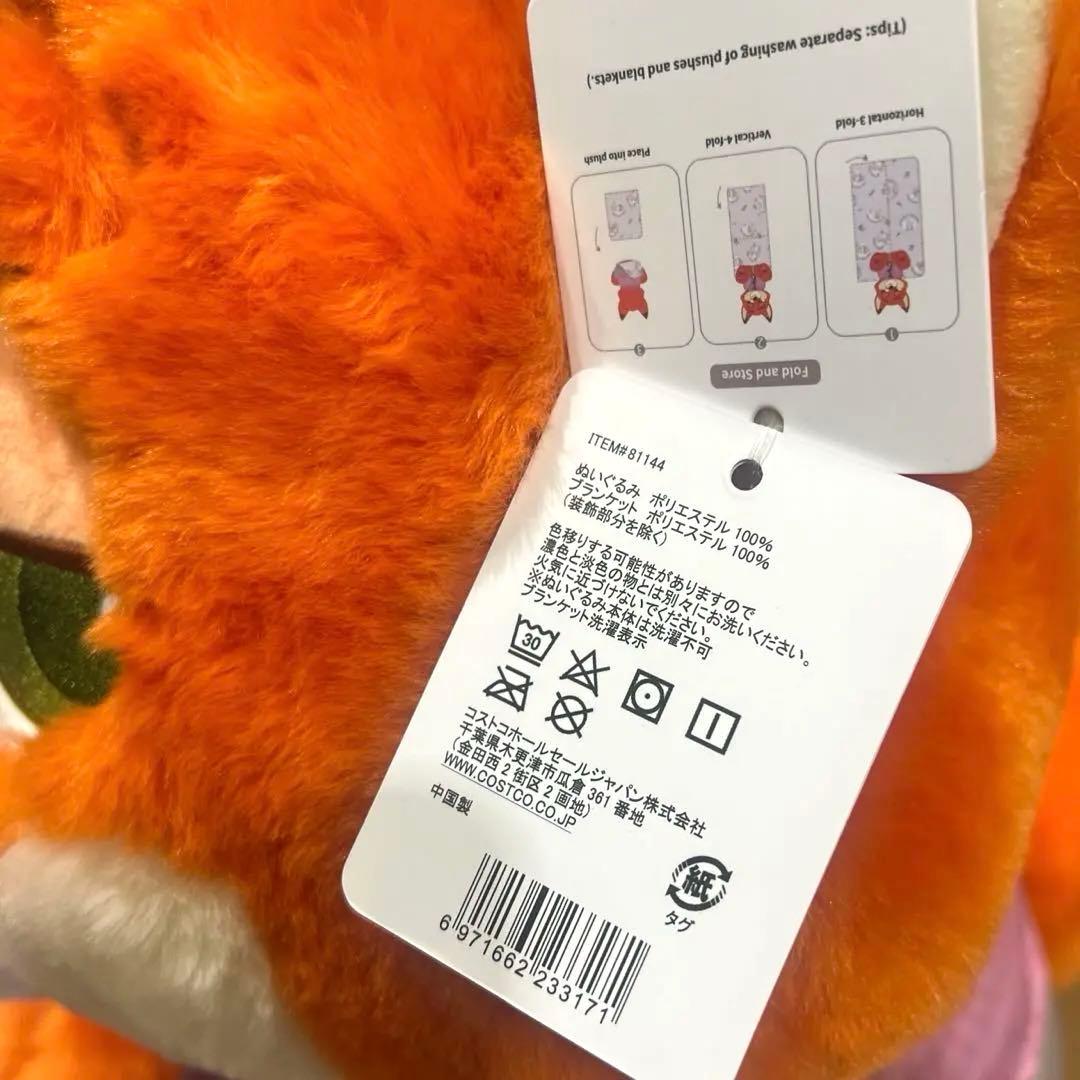 (Tips: Separate washing of plushes and blankets.)
Horizontal 3-fold
Vertical 4-fold
Place into plush
1
2
3
Fold and Store
ITEM#81144
ぬいぐるみ ポリエステル 100%
ブランケット ポリエステル 100%
(装飾部分を除く)
色移りする可能性がありますので
濃色と淡色の物とは別々にお洗いください。
火気に近づけないでください。
※ぬいぐるみ本体は洗濯不可
ブランケット洗濯表示
30
コストコホールセールジャパン株式会社
千葉県木更津市瓜倉 361 番地
(金田西 2 街区 2 画地)
WWW.COSTCO.CO.JP
中国製
紙
タグ
6 971662 233171